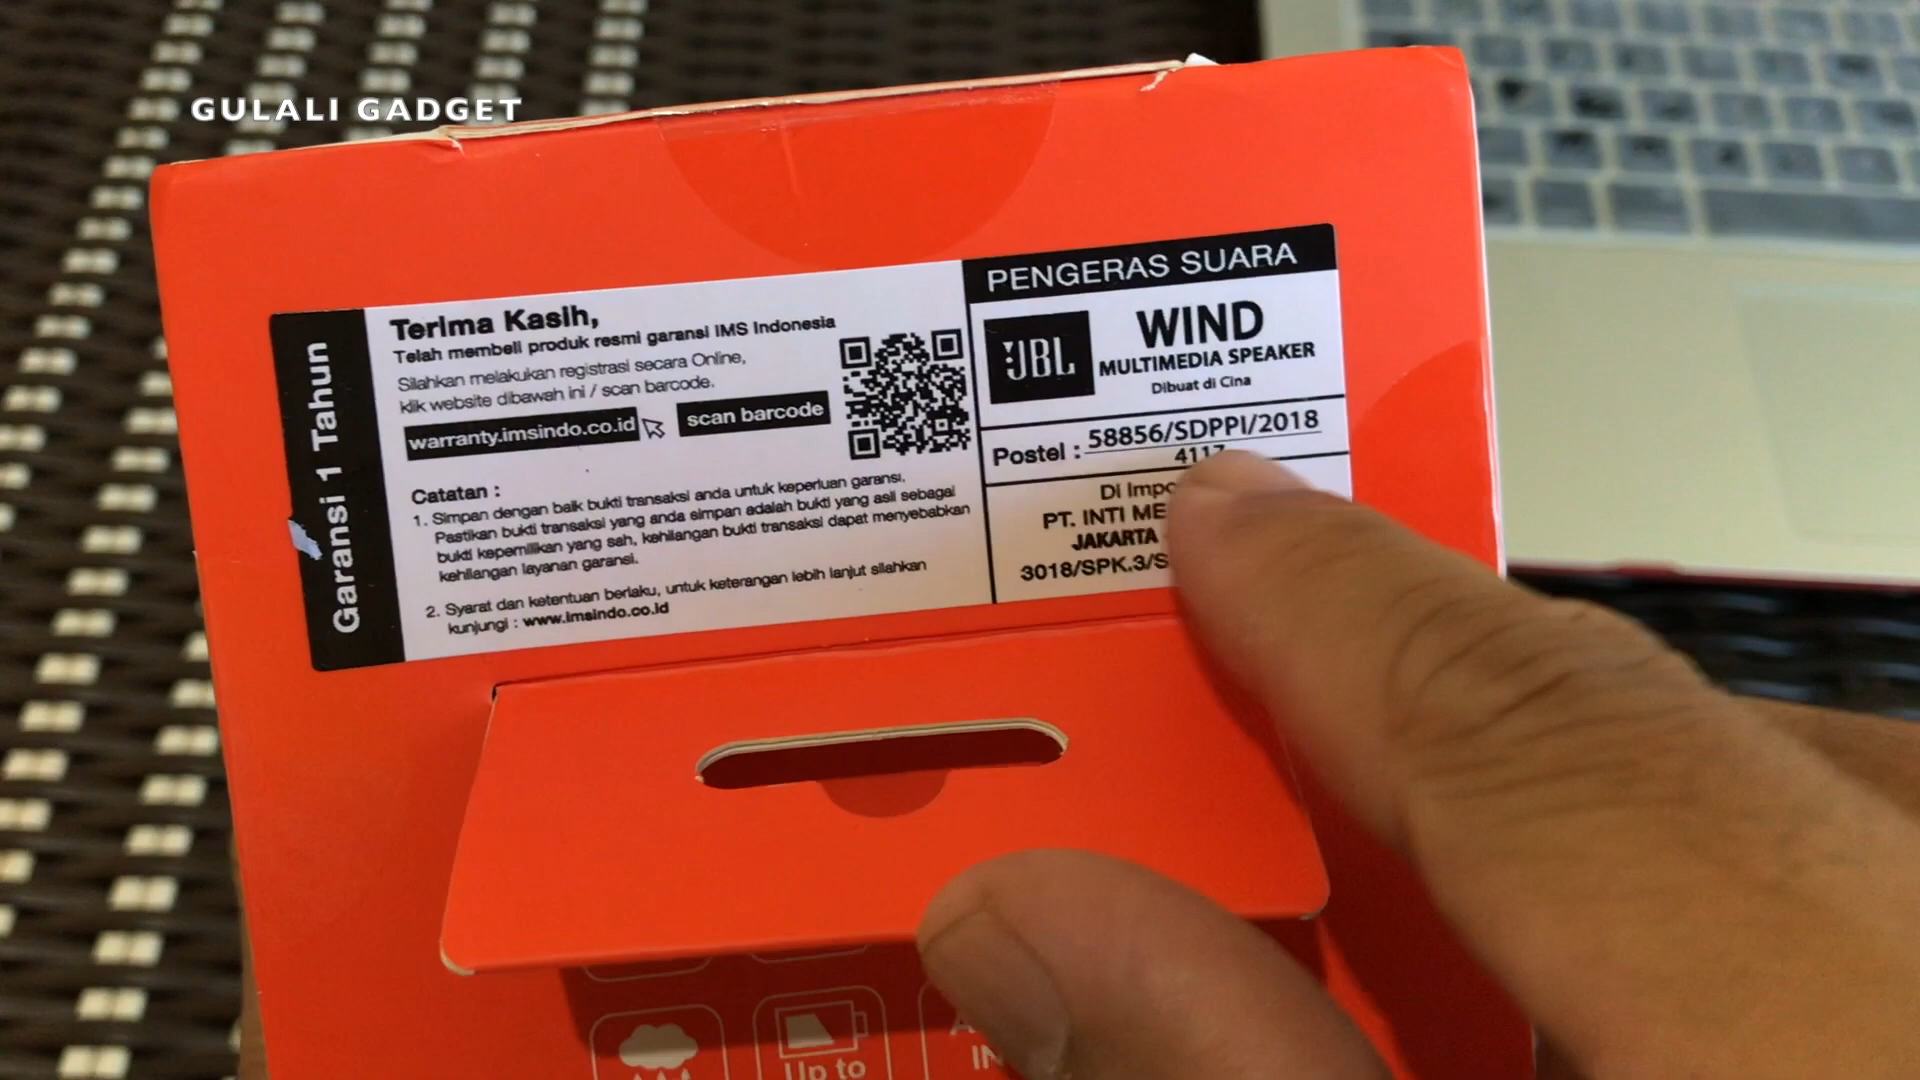 GULALI GADGET
Garansi 1 Tahun
Terima Kasih,
Telah membeli produk resmi garansi IMS Indonesia
Silahkan melakukan registrasi secara Online,
klik website dibawah ini / scan barcode.
warranty.imsindo.co.id
scan barcode
Catatan :
1. Simpan dengan baik bukti transaksi anda untuk keperluan garansi.
Pastikan bukti transaksi yang anda simpan adalah bukti yang asli sebagai
bukti kepemilikan yang sah, kehilangan bukti transaksi dapat menyebabkan
kehilangan layanan garansi.
2. Syarat dan ketentuan berlaku, untuk keterangan lebih lanjut silahkan
kunjungi : www.imsindo.co.id
PENGERAS SUARA
JBL
WIND
MULTIMEDIA SPEAKER
Dibuat di Cina
Postel : 58856/SDPPI/2018
4117
Di
PT. INTI
JAKARTA
3018/SPK.3/
Up to